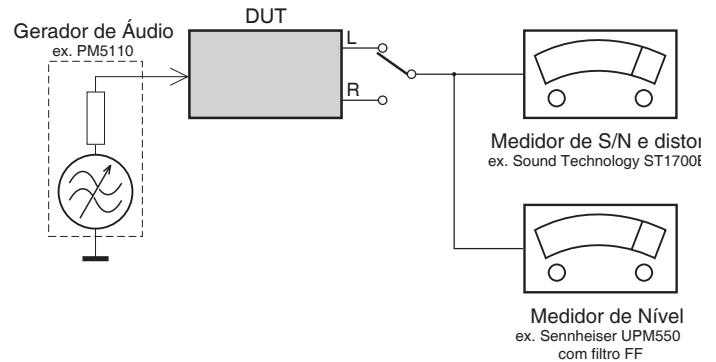 Gerador de Áudio
ex. PM5110
DUT
L
R
Medidor de S/N e distor
ex. Sound Technology ST1700B
Medidor de Nível
ex. Sennheiser UPM550
com filtro FF